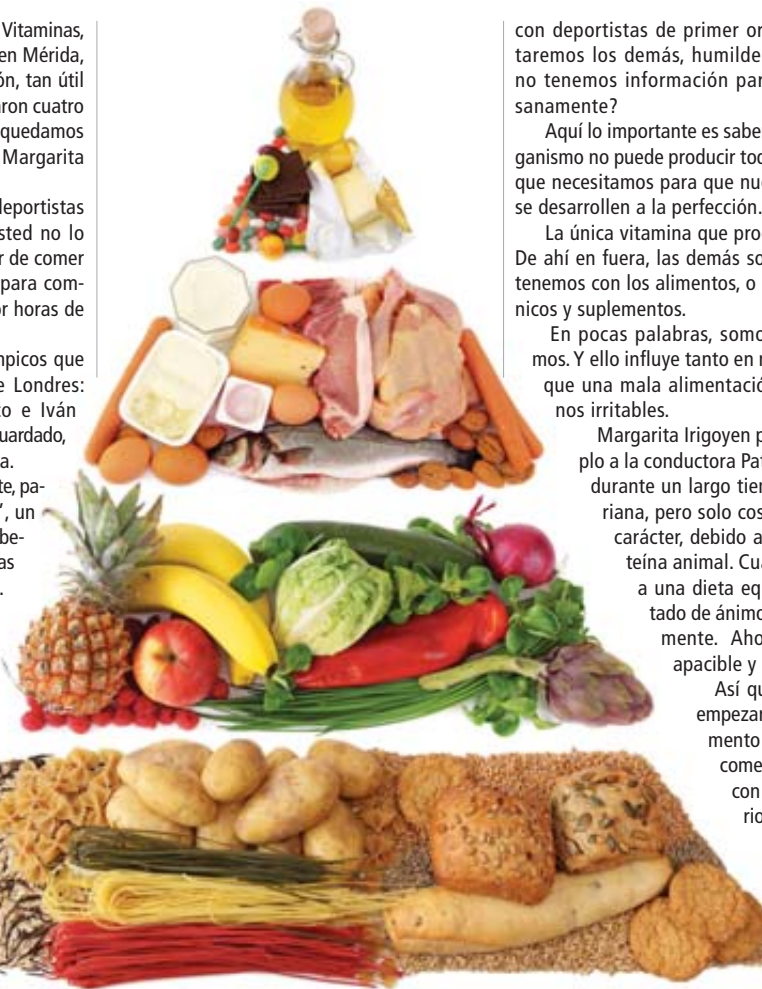 Vitaminas,
en Mérida,
ón, tan útil
aron cuatro
quedamos
Margarita
deportistas
sted no lo
r de comer
para com-
or horas de
mpicos que
e Londres:
co e Iván
uardado,
a.
te, pa-
”, un
be-
as
.
con deportistas de primer or
taremos los demás, humilde
no tenemos información par
sanamente?
Aquí lo importante es sabe
ganismo no puede producir tod
que necesitamos para que nue
se desarrollen a la perfección.
La única vitamina que prod
De ahí en fuera, las demás so
tenemos con los alimentos, o
nicos y suplementos.
En pocas palabras, somo
mos. Y ello influye tanto en n
que una mala alimentació
nos irritables.
Margarita Irigoyen p
plo a la conductora Pat
durante un largo tien
riana, pero solo cos
carácter, debido a
teína animal. Cua
a una dieta eq
tado de ánimo
mente. Aho
apacible y
Así qu
empezar
mento
come
con
rio